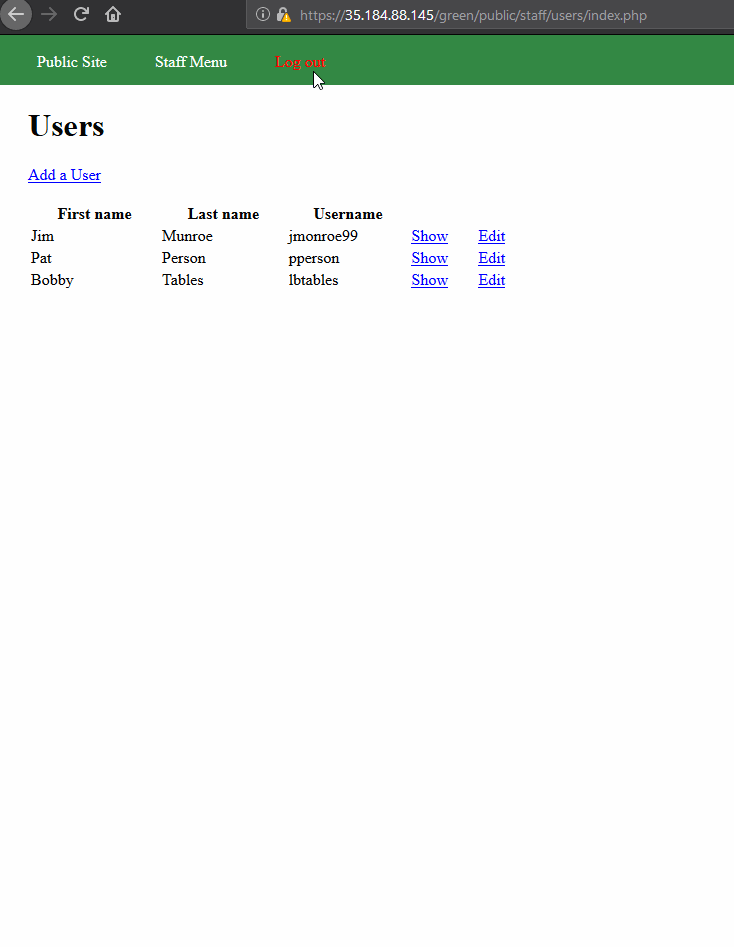 https://35.184.88.145/green/public/staff/users/index.php
Public Site Staff Menu Log out
Users
Add a User
First name Last name Username
Jim Munroe jmonroe99 Show Edit
Pat Person pperson Show Edit
Bobby Tables lbtables Show Edit